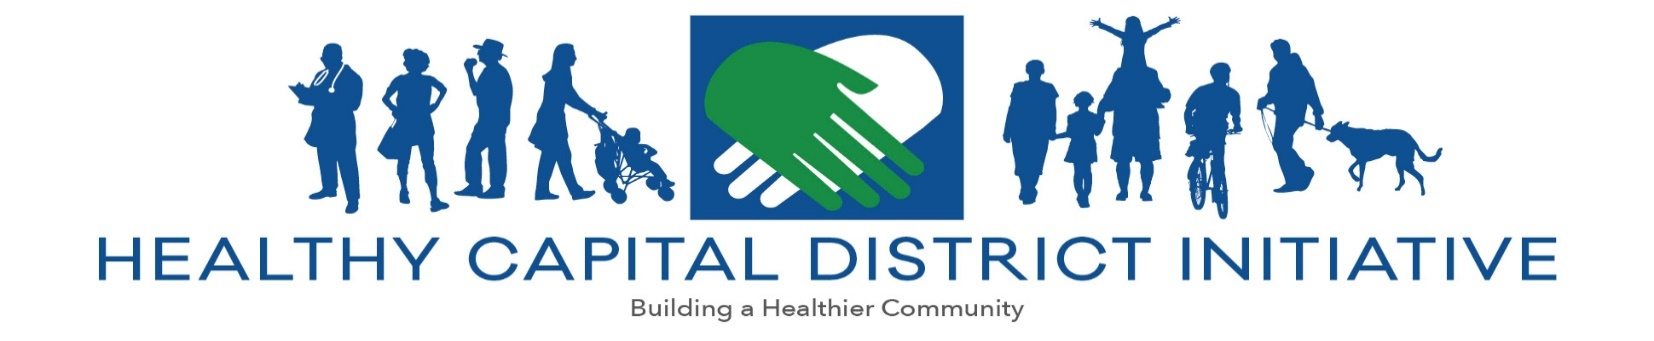 HEALTHY CAPITAL DISTRICT INITIATIVE
Building a Healthier Community